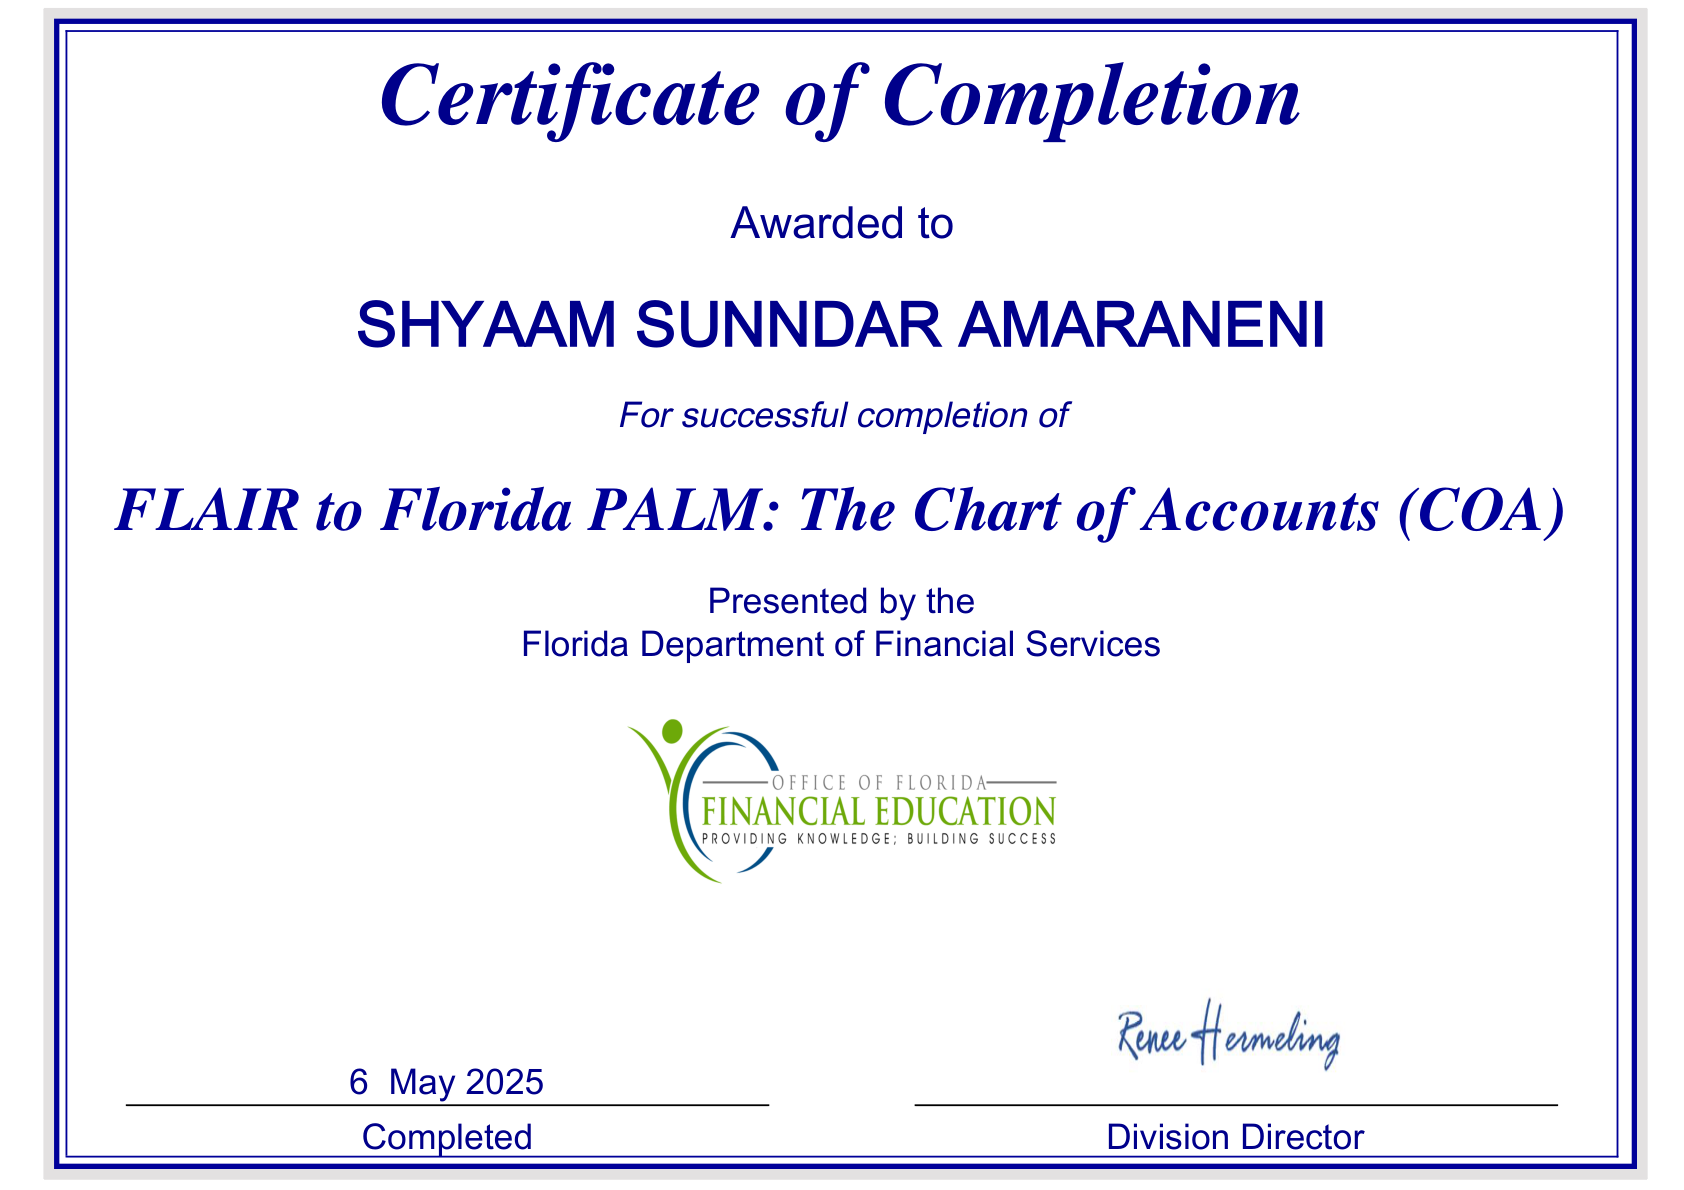 Certificate of Completion
Awarded to
SHYAAM SUNNDAR AMARANENI
For successful completion of
FLAIR to Florida PALM: The Chart of Accounts (COA)
Presented by the
Florida Department of Financial Services
OFFICE OF FLORIDA
FINANCIAL EDUCATION
PROVIDING KNOWLEDGE; BUILDING SUCCESS
Renee Hermeling
6  May 2025
Completed
Division Director